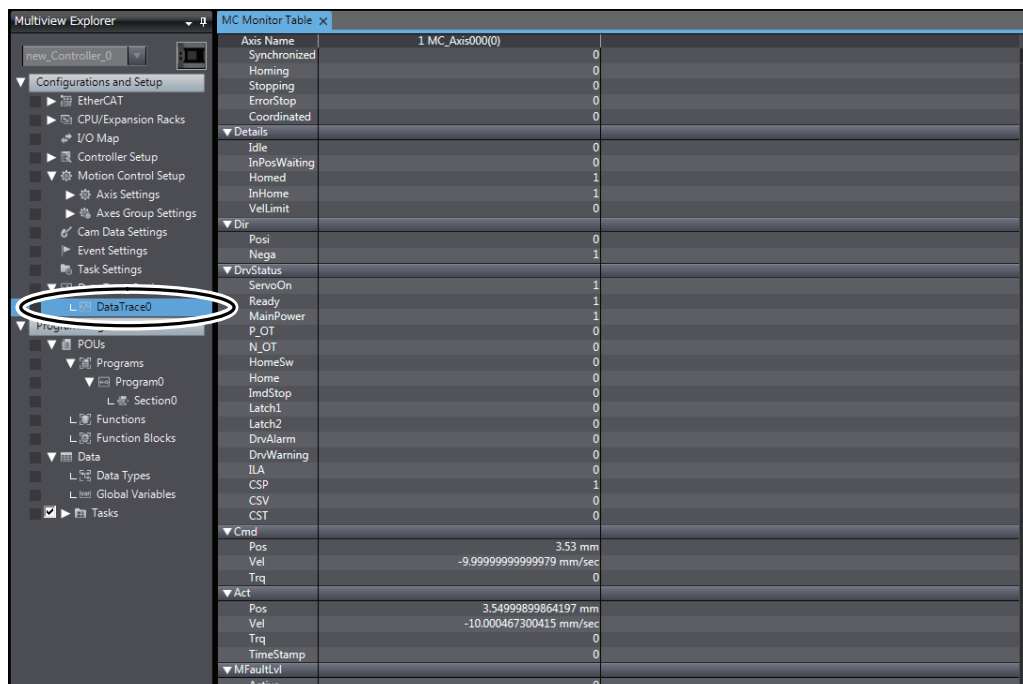 Multiview Explorer
new_Controller_0
Configurations and Setup
EtherCAT
CPU/Expansion Racks
I/O Map
Controller Setup
Motion Control Setup
Axis Settings
Axes Group Settings
Cam Data Settings
Event Settings
Task Settings
DataTrace0
POUs
Programs
Program0
Section0
Functions
Function Blocks
Data
Data Types
Global Variables
Tasks
MC Monitor Table
Axis Name 1 MC_Axis000(0)
Synchronized 0
Homing 0
Stopping 0
ErrorStop 0
Coordinated 0
Details
Idle 0
InPosWaiting 0
Homed 1
InHome 1
VelLimit 0
Dir
Posi 0
Nega 1
DrvStatus
ServoOn 1
Ready 1
MainPower 1
P_OT 0
N_OT 0
HomeSw 0
Home 0
ImdStop 0
Latch1 0
Latch2 0
DrvAlarm 0
DrvWarning 0
ILA 0
CSP 1
CSV 0
CST 0
Cmd
Pos 3.53 mm
Vel -9.99999999999979 mm/sec
Trq 0
Act
Pos 3.54999899864197 mm
Vel -10.000467300415 mm/sec
Trq 0
TimeStamp 0
MFaultLvl